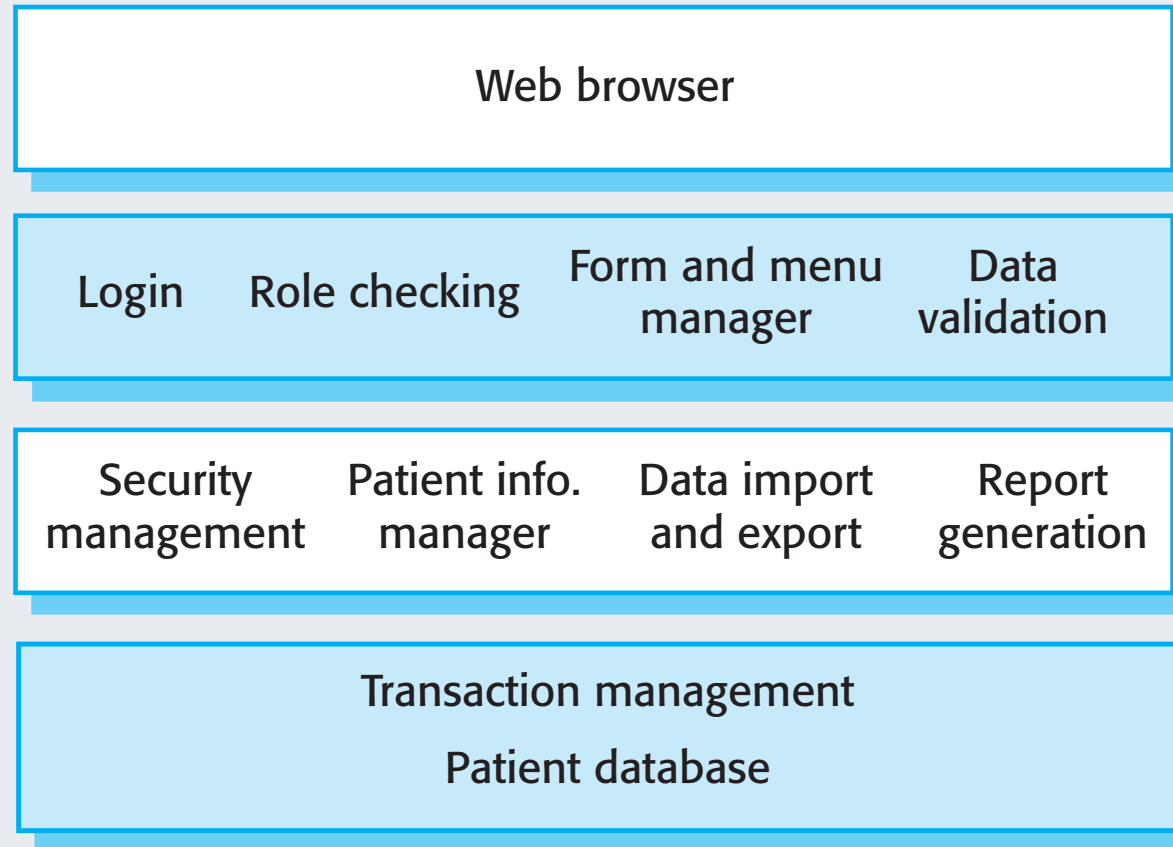 Web browser
Login Role checking Form and menu manager Data validation
Security management Patient info. manager Data import and export Report generation
Transaction management
Patient database